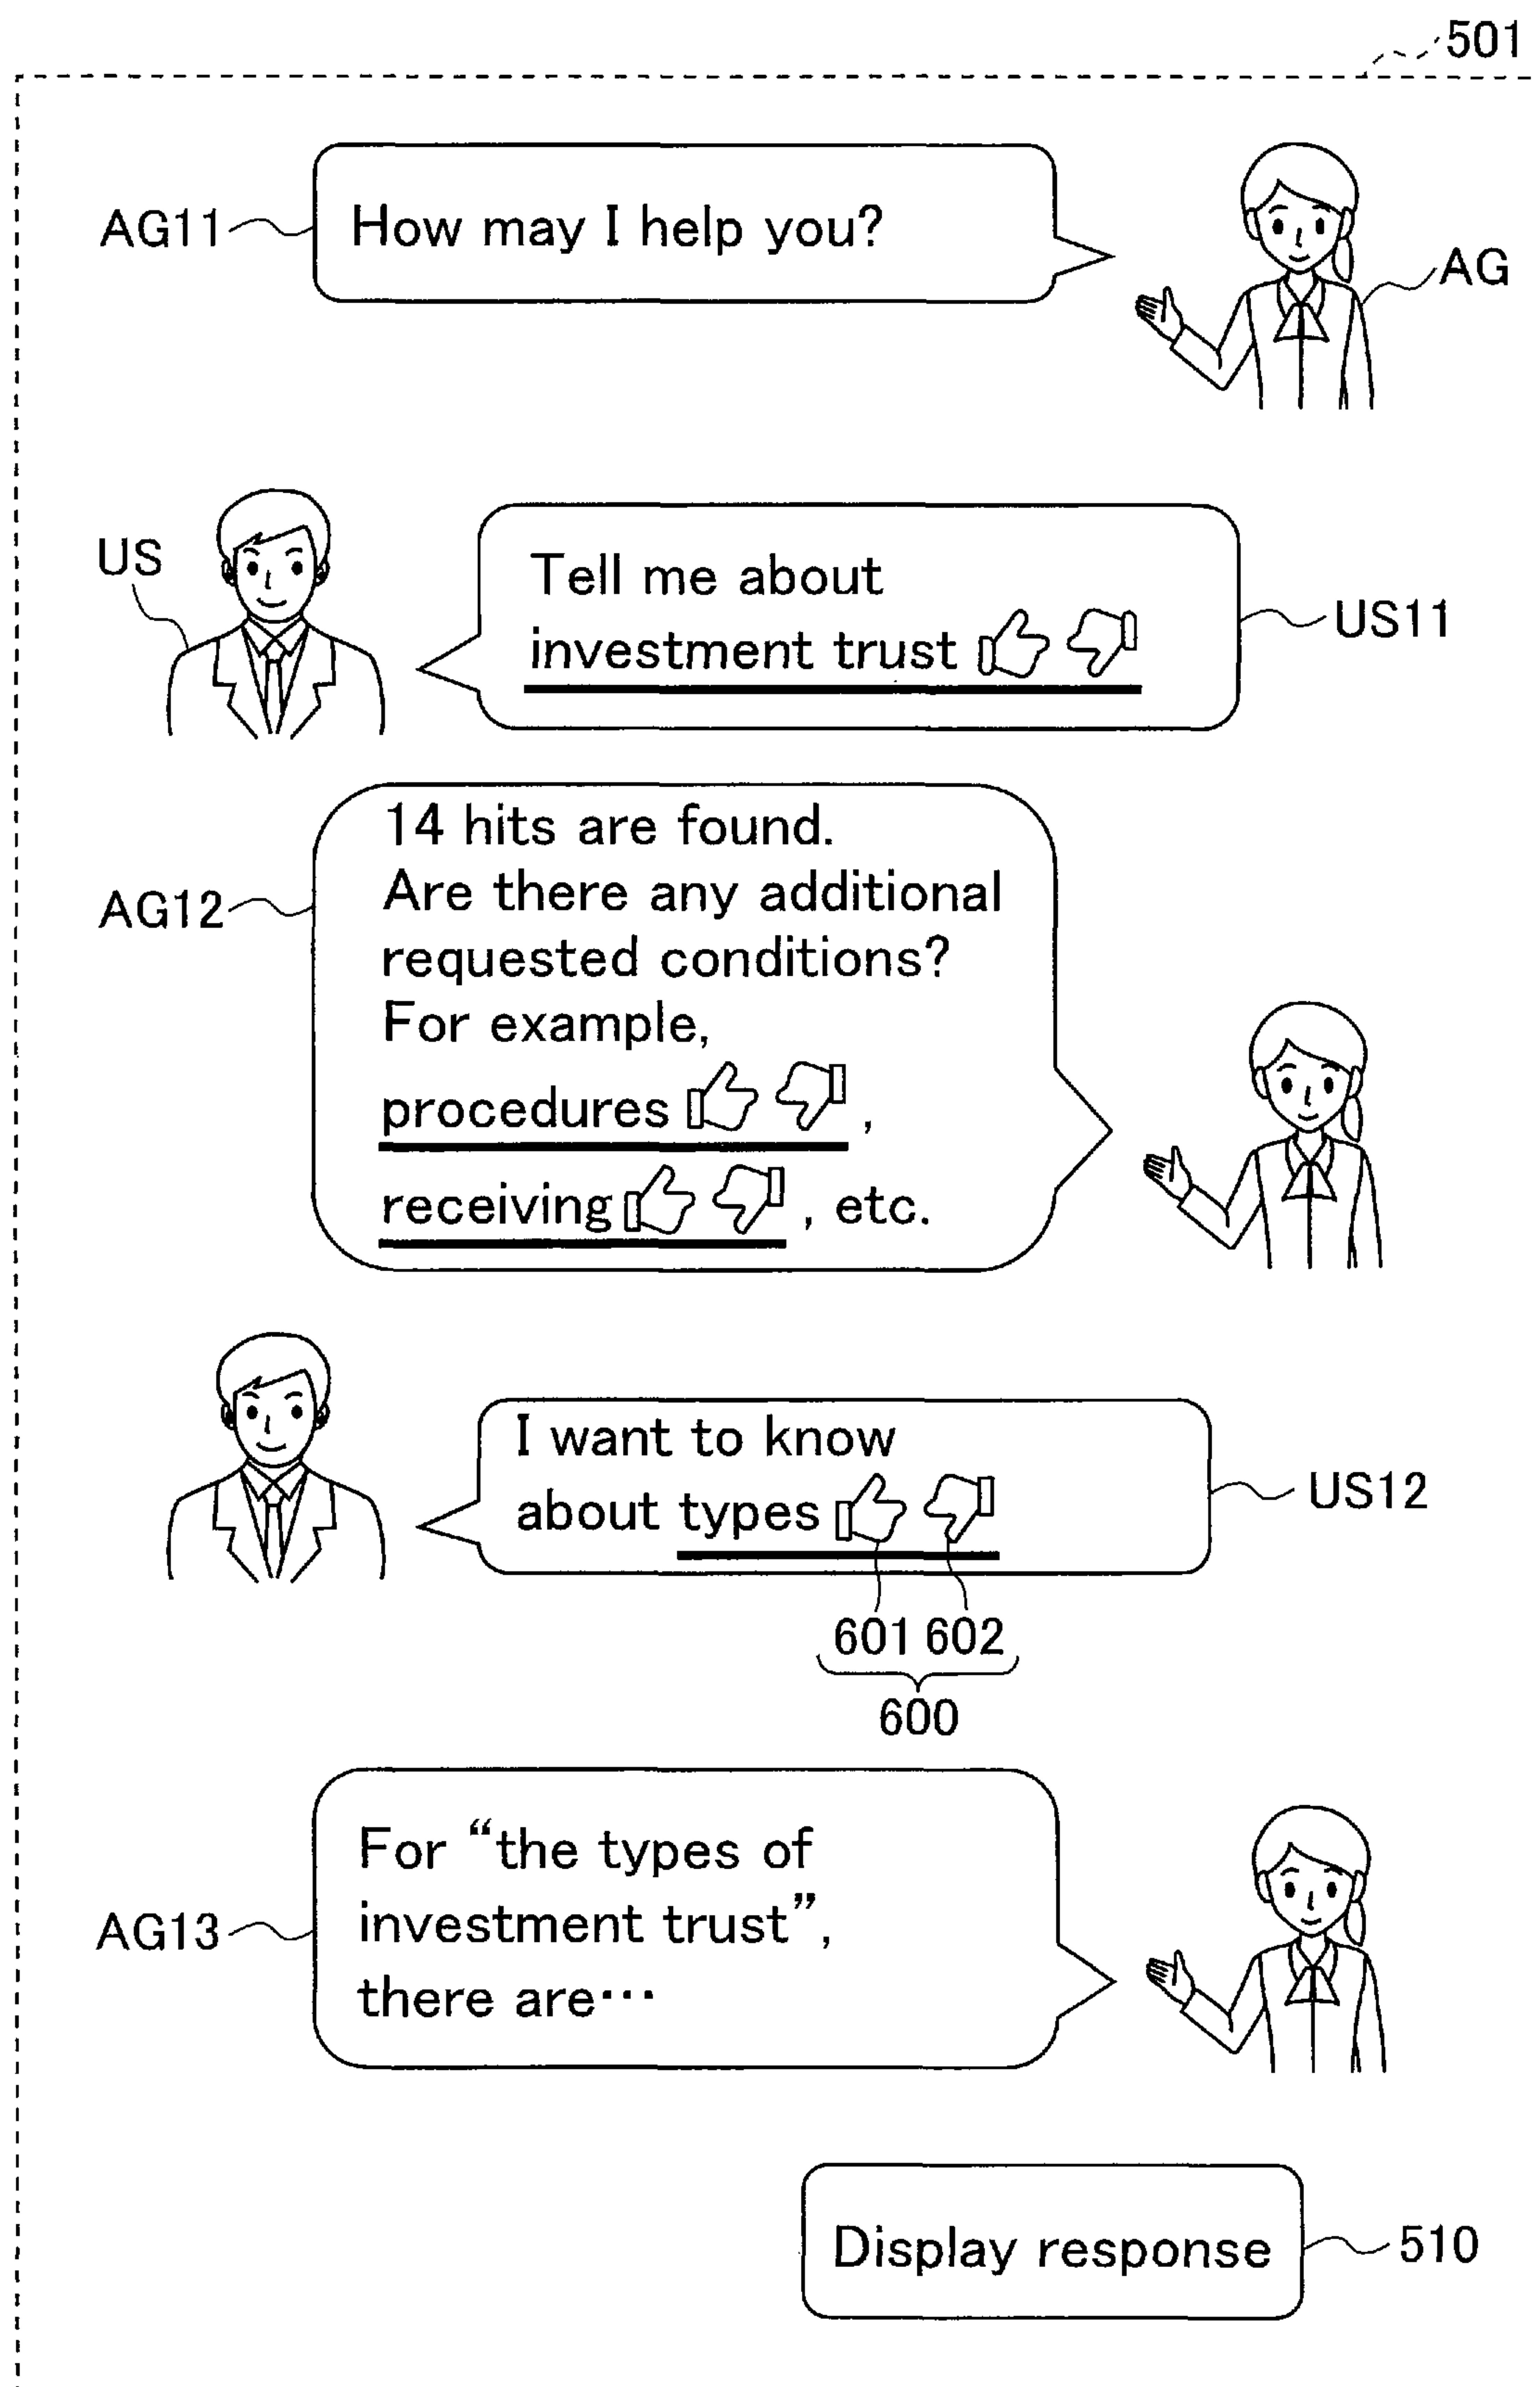 501
AG11
How may I help you?
AG
US
Tell me about
investment trust
US11
AG12
14 hits are found.
Are there any additional
requested conditions?
For example,
procedures ,
receiving , etc.
I want to know
about types
US12
601 602
600
AG13
For “the types of
investment trust”,
there are···
Display response
510